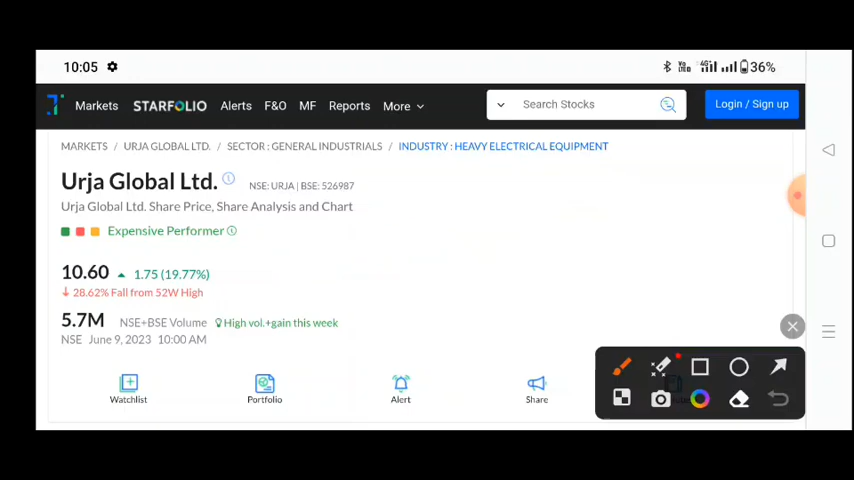 10:05 36%
Markets STARFOLIO Alerts F&O MF Reports More Search Stocks Login / Sign up
MARKETS / URJA GLOBAL LTD. / SECTOR : GENERAL INDUSTRIALS / INDUSTRY : HEAVY ELECTRICAL EQUIPMENT
Urja Global Ltd. NSE: URJA | BSE: 526987
Urja Global Ltd. Share Price, Share Analysis and Chart
Expensive Performer
10.60 1.75 (19.77%)
28.62% Fall from 52W High
5.7M NSE+BSE Volume High vol.+gain this week
NSE June 9, 2023 10:00 AM
Watchlist Portfolio Alert Share